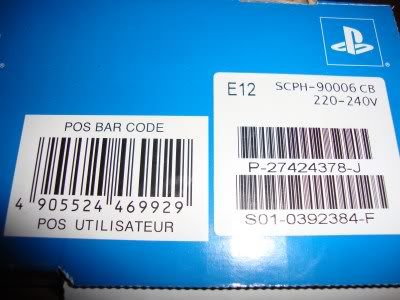 POS BAR CODE
4 905524 469929
POS UTILISATEUR
E12
SCPH-90006 CB
220-240V
P-27424378-J
S01-0392384-F